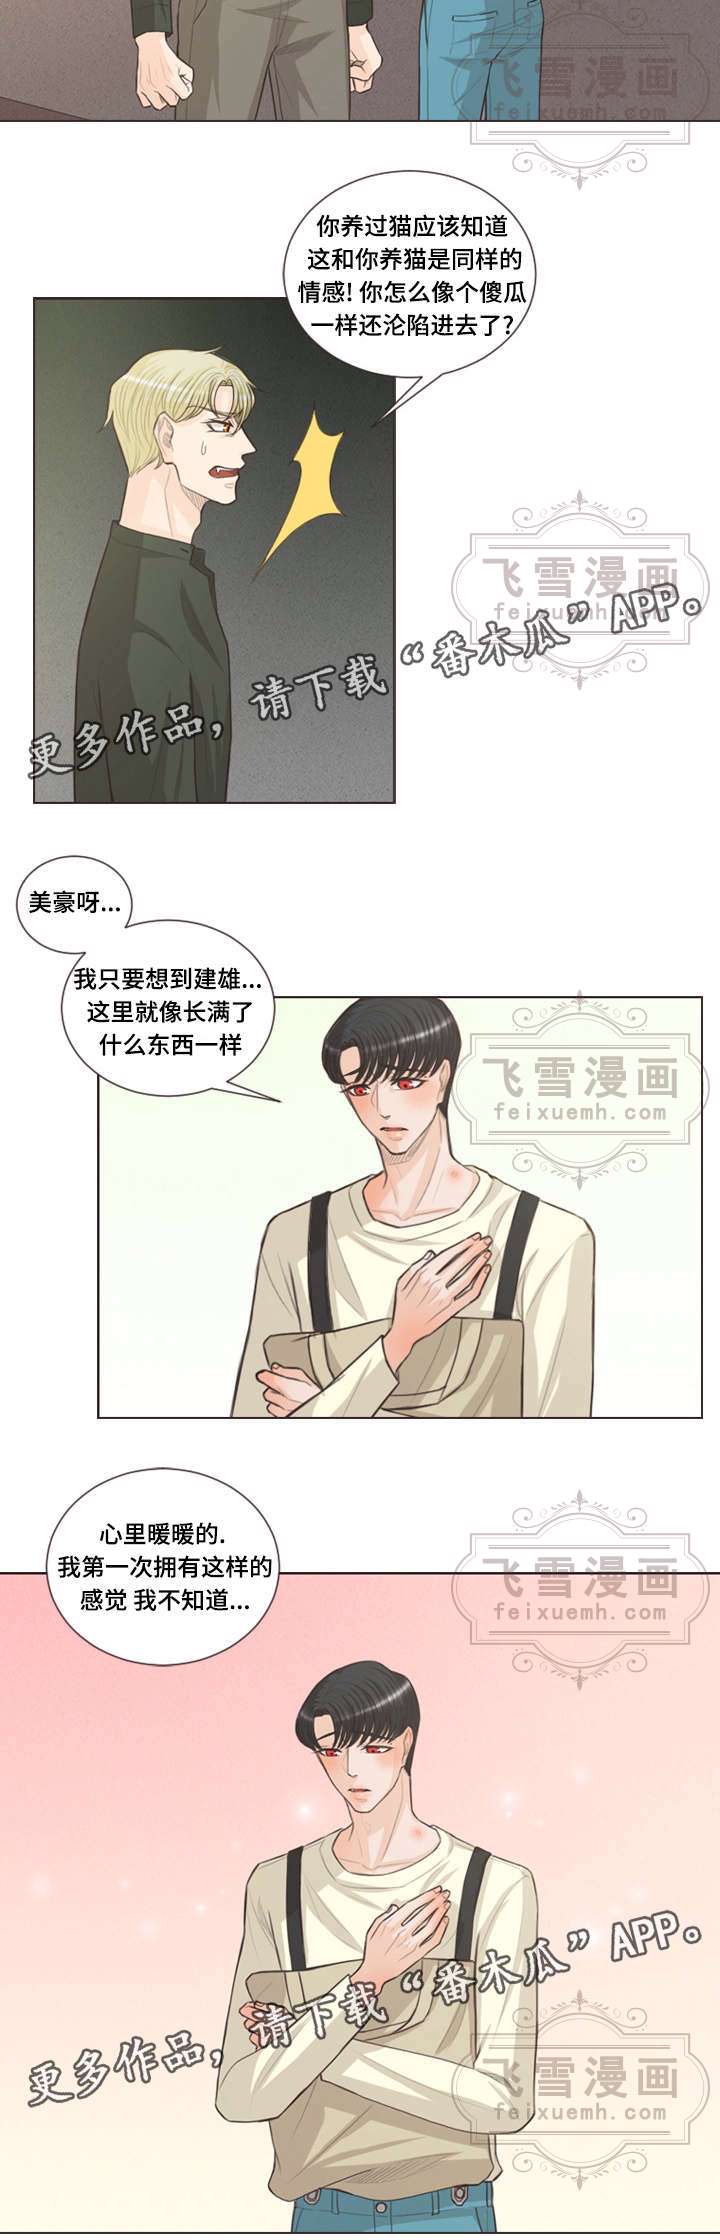 飞雪漫画
feixuemh.com
你养过猫应该知道
这和你养猫是同样的
情感! 你怎么像个傻瓜
一样还沦陷进去了?
飞雪漫画
feixuemh.com
更多作品，请下载“番木瓜”APP。
美豪呀...
我只要想到建雄...
这里就像长满了
什么东西一样
飞雪漫画
feixuemh.com
心里暖暖的.
我第一次拥有这样的
感觉 我不知道...
飞雪漫画
feixuemh.com
更多作品，请下载“番木瓜”APP。
飞雪漫画
feixuemh.com